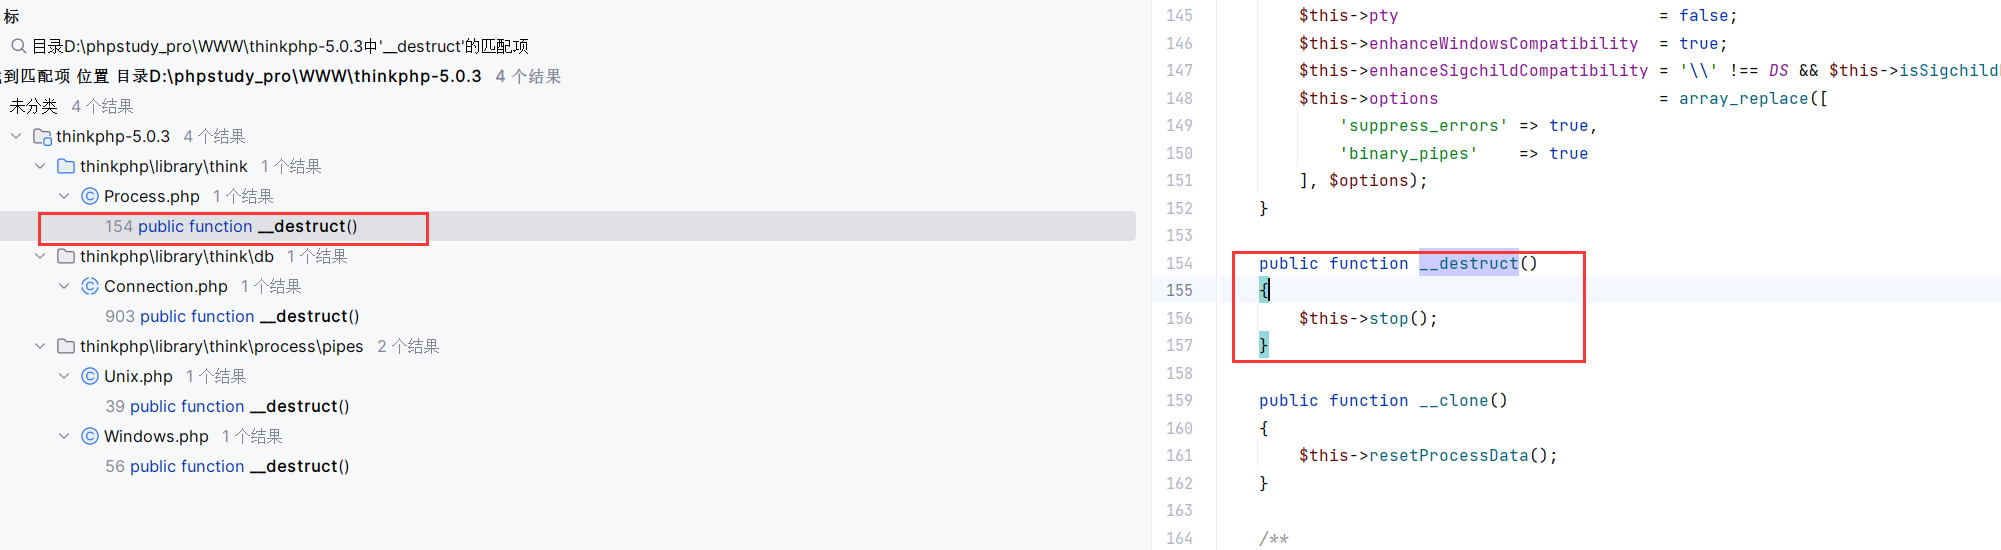 标
目录D:\phpstudy_pro\WWW\thinkphp-5.0.3中'__destruct'的匹配项
到匹配项 位置 目录D:\phpstudy_pro\WWW\thinkphp-5.0.3 4 个结果
未分类 4 个结果
thinkphp-5.0.3 4 个结果
thinkphp\library\think 1 个结果
Process.php 1 个结果
154 public function __destruct()
thinkphp\library\think\db 1 个结果
Connection.php 1 个结果
903 public function __destruct()
thinkphp\library\think\process\pipes 2 个结果
Unix.php 1 个结果
39 public function __destruct()
Windows.php 1 个结果
56 public function __destruct()
145 $this->pty = false;
146 $this->enhanceWindowsCompatibility = true;
147 $this->enhanceSigchildCompatibility = '\\' !== DS && $this->isSigchild
148 $this->options = array_replace([
149 'suppress_errors' => true,
150 'binary_pipes' => true
151 ], $options);
152 }
153
154 public function __destruct()
155 {
156 $this->stop();
157 }
158
159 public function __clone()
160 {
161 $this->resetProcessData();
162 }
163
164 /**